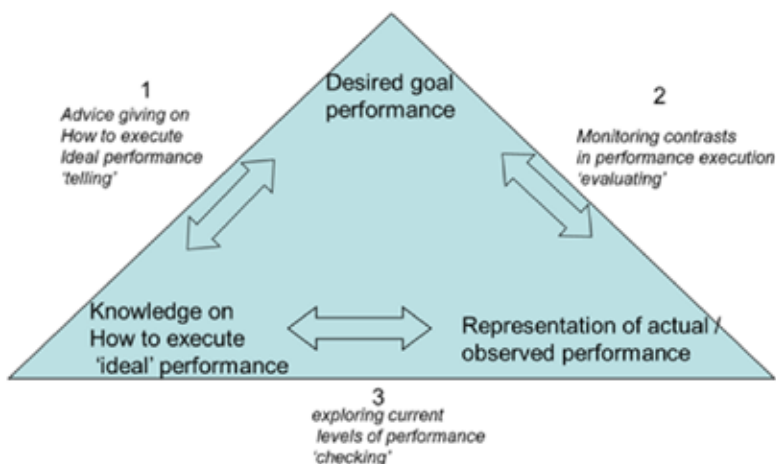 Desired goal
performance
1
Advice giving on
How to execute
Ideal performance
'telling'
2
Monitoring contrasts
in performance execution
'evaluating'
Knowledge on
How to execute
'ideal' performance
Representation of actual /
observed performance
3
exploring current
levels of performance
'checking'